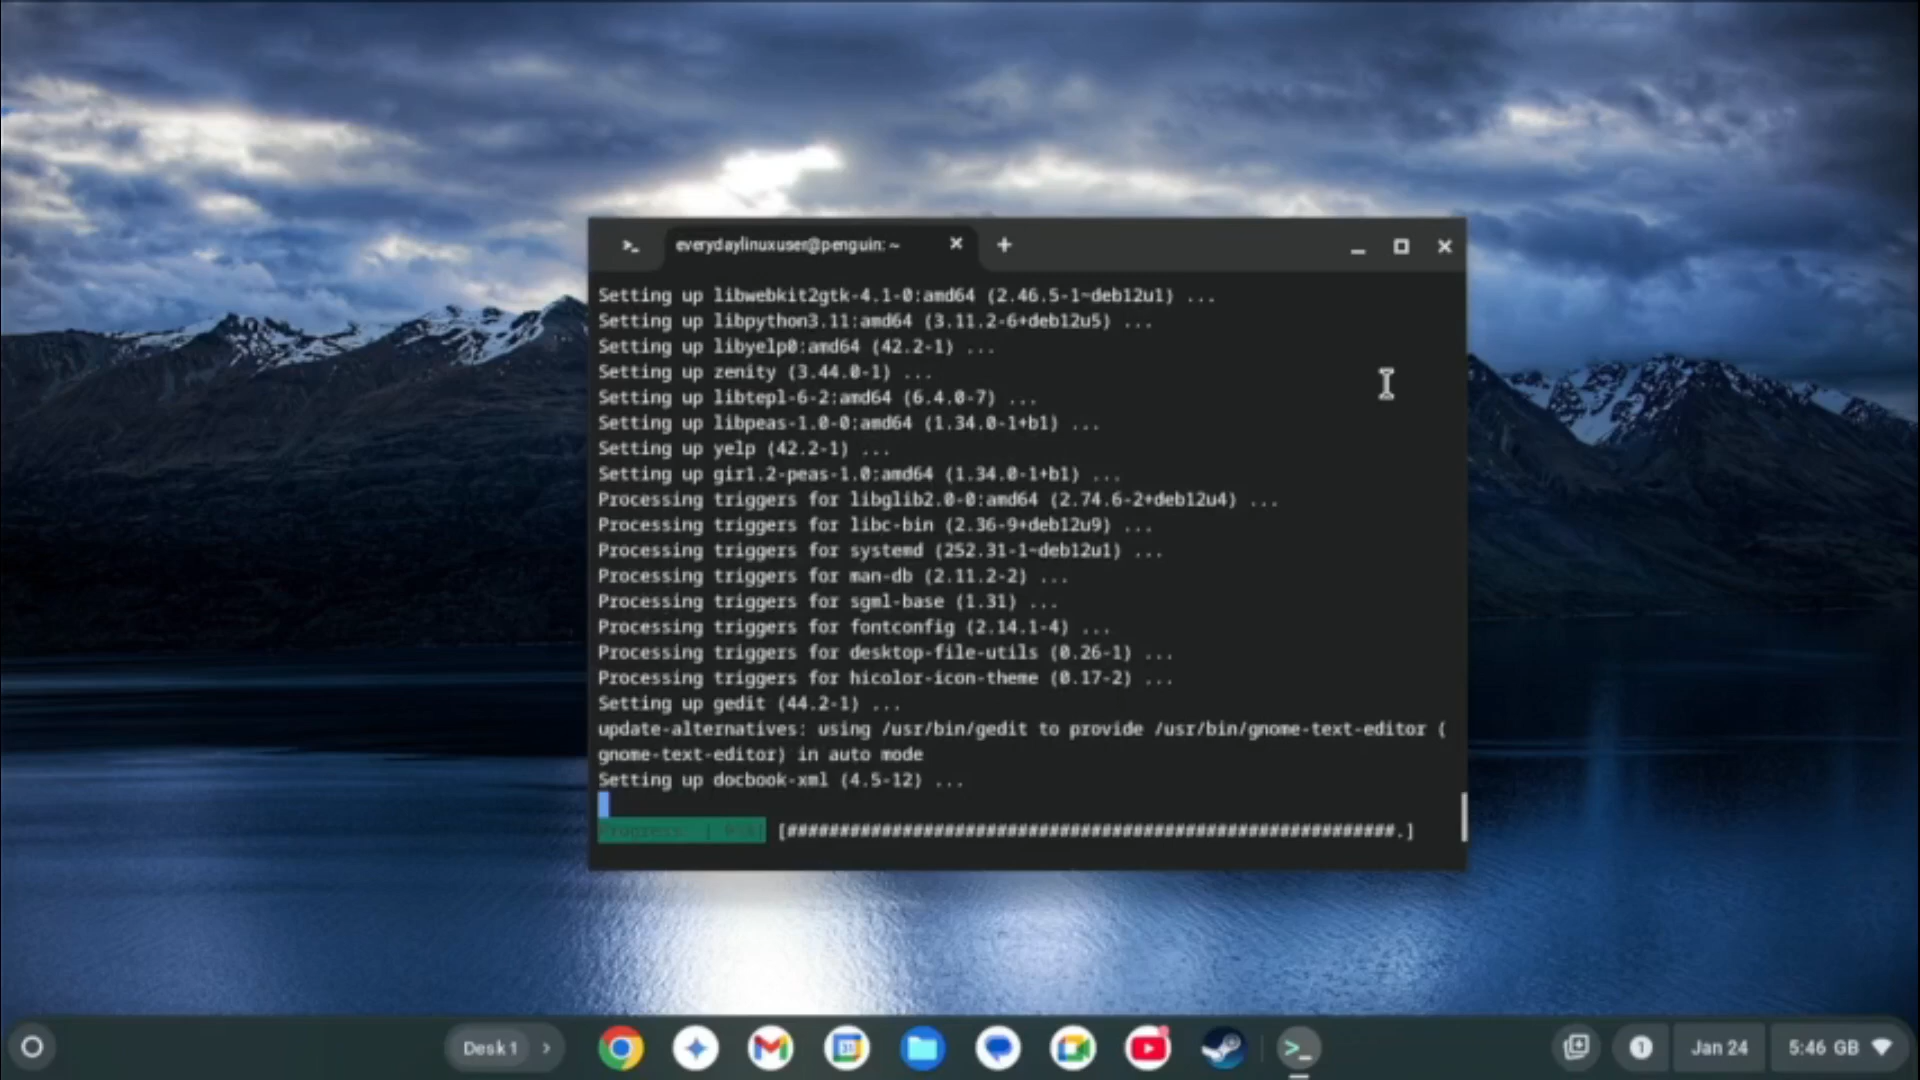 everydaylinuxuser@penguin: ~
Setting up libwebkit2gtk-4.1-0:amd64 (2.46.5-1~deb12u1) ...
Setting up libpython3.11:amd64 (3.11.2-6+deb12u5) ...
Setting up libyelp0:amd64 (42.2-1) ...
Setting up zenity (3.44.0-1) ...
Setting up libtepl-6-2:amd64 (6.4.0-7) ...
Setting up libpeas-1.0-0:amd64 (1.34.0-1+b1) ...
Setting up yelp (42.2-1) ...
Setting up gir1.2-peas-1.0:amd64 (1.34.0-1+b1) ...
Processing triggers for libglib2.0-0:amd64 (2.74.6-2+deb12u4) ...
Processing triggers for libc-bin (2.36-9+deb12u9) ...
Processing triggers for systemd (252.31-1~deb12u1) ...
Processing triggers for man-db (2.11.2-2) ...
Processing triggers for sgml-base (1.31) ...
Processing triggers for fontconfig (2.14.1-4) ...
Processing triggers for desktop-file-utils (0.26-1) ...
Processing triggers for hicolor-icon-theme (0.17-2) ...
Setting up gedit (44.2-1) ...
update-alternatives: using /usr/bin/gedit to provide /usr/bin/gnome-text-editor (
gnome-text-editor) in auto mode
Setting up docbook-xml (4.5-12) ...
Progress: [##########################################################.]
Desk 1
31
1
Jan 24
5:46 GB